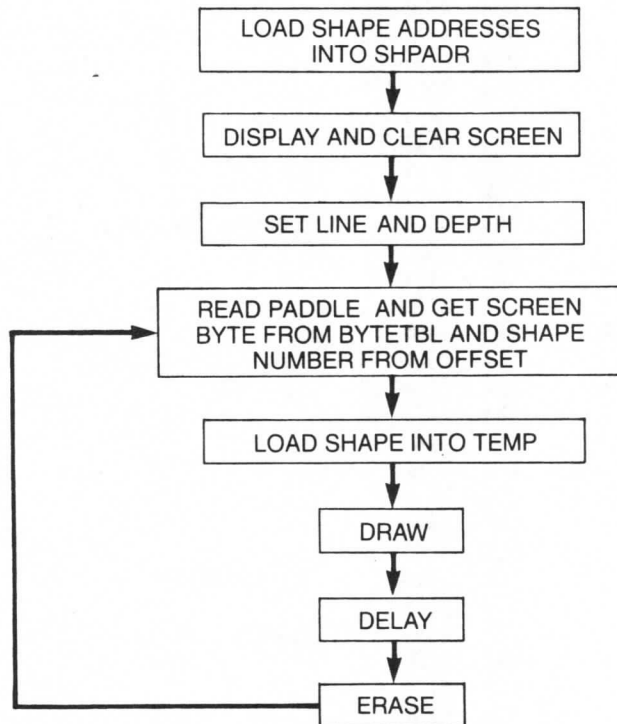 LOAD SHAPE ADDRESSES
INTO SHPADR
DISPLAY AND CLEAR SCREEN
SET LINE AND DEPTH
READ PADDLE AND GET SCREEN
BYTE FROM BYTETBL AND SHAPE
NUMBER FROM OFFSET
LOAD SHAPE INTO TEMP
DRAW
DELAY
ERASE